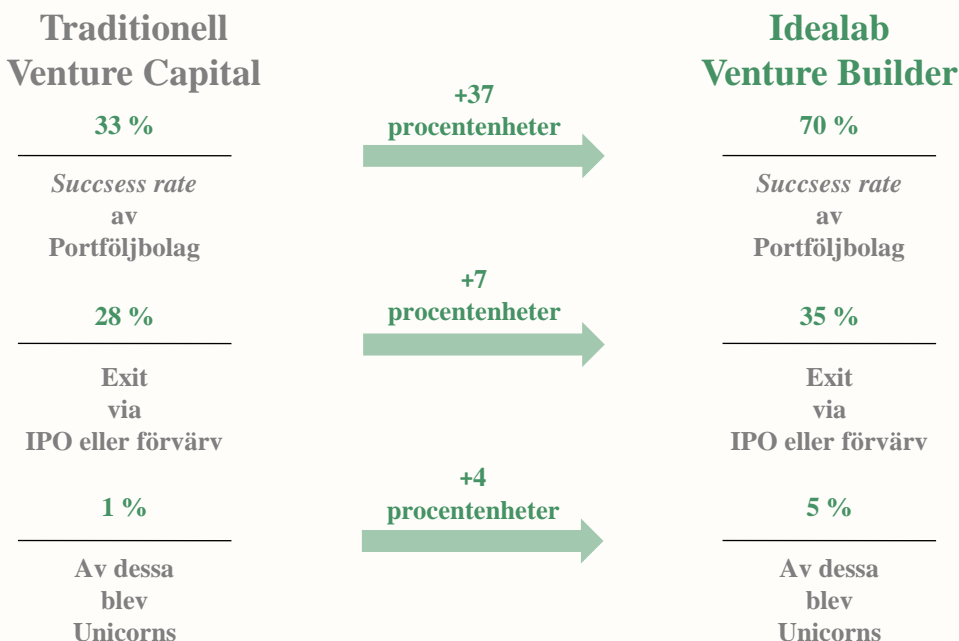 Traditionell
Venture Capital
Idealab
Venture Builder
+37
procentenheter
33 %
70 %
Succsess rate
av
Portföljbolag
Succsess rate
av
Portföljbolag
+7
procentenheter
28 %
35 %
Exit
via
IPO eller förvärv
Exit
via
IPO eller förvärv
+4
procentenheter
1 %
5 %
Av dessa
blev
Unicorns
Av dessa
blev
Unicorns